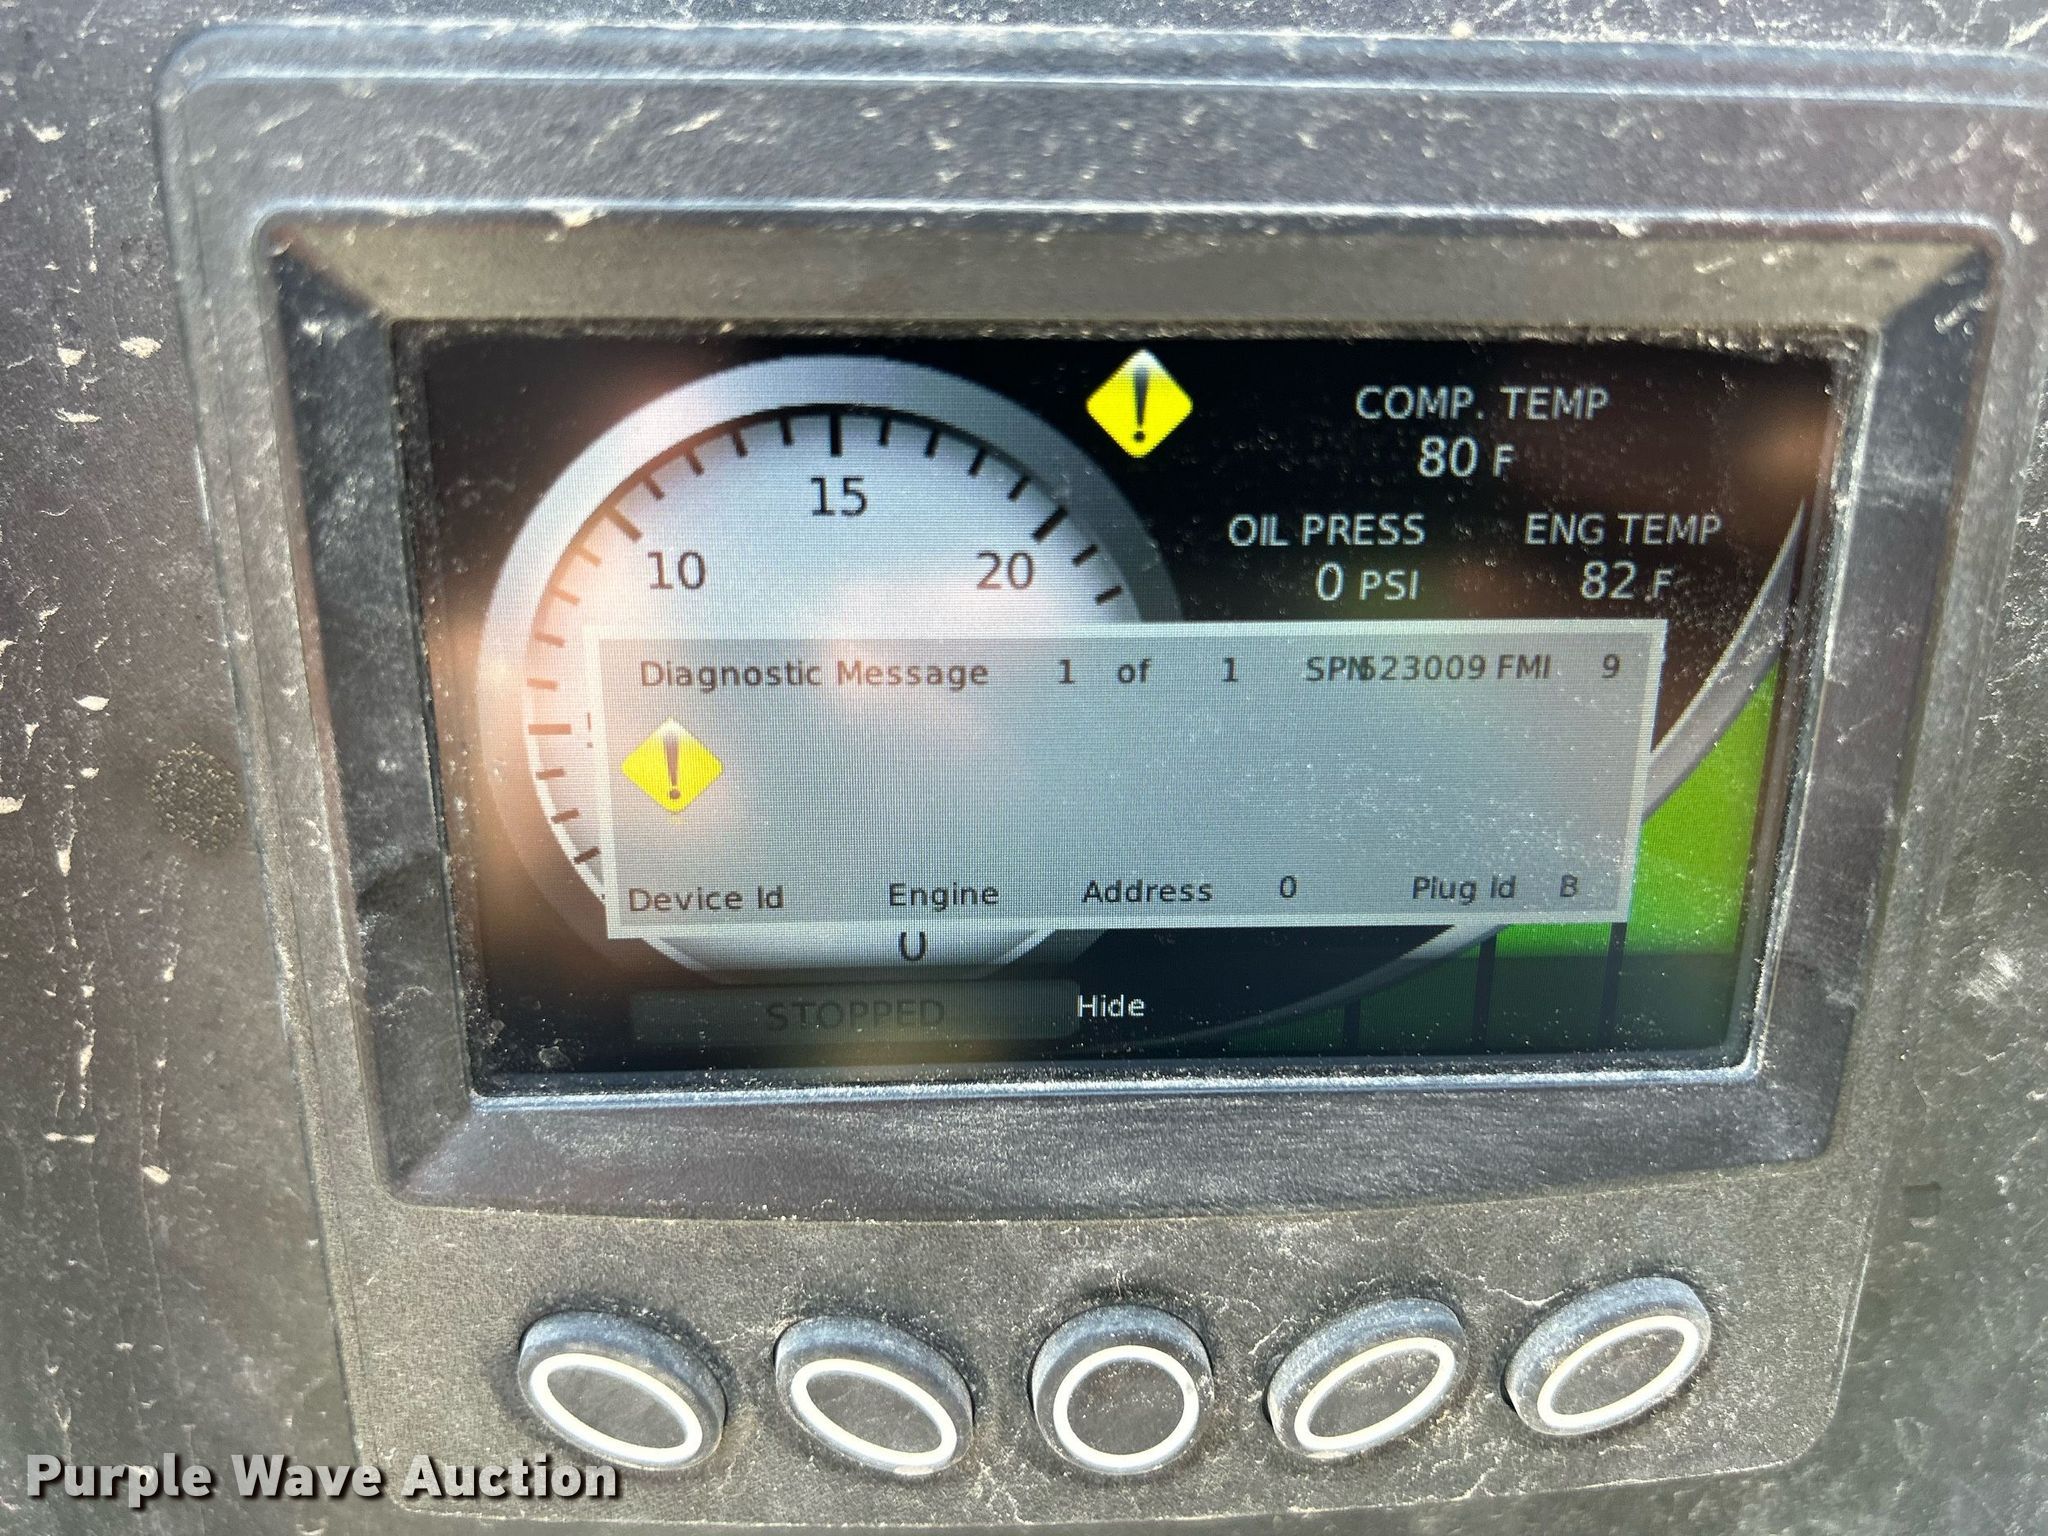 COMP. TEMP
80 F
15
10 20
OIL PRESS ENG TEMP
0 PSI 82 F
Diagnostic Message 1 of 1 SPN523009 FMI 9
Device Id Engine Address 0 Plug Id B
STOPPED Hide
Purple Wave Auction